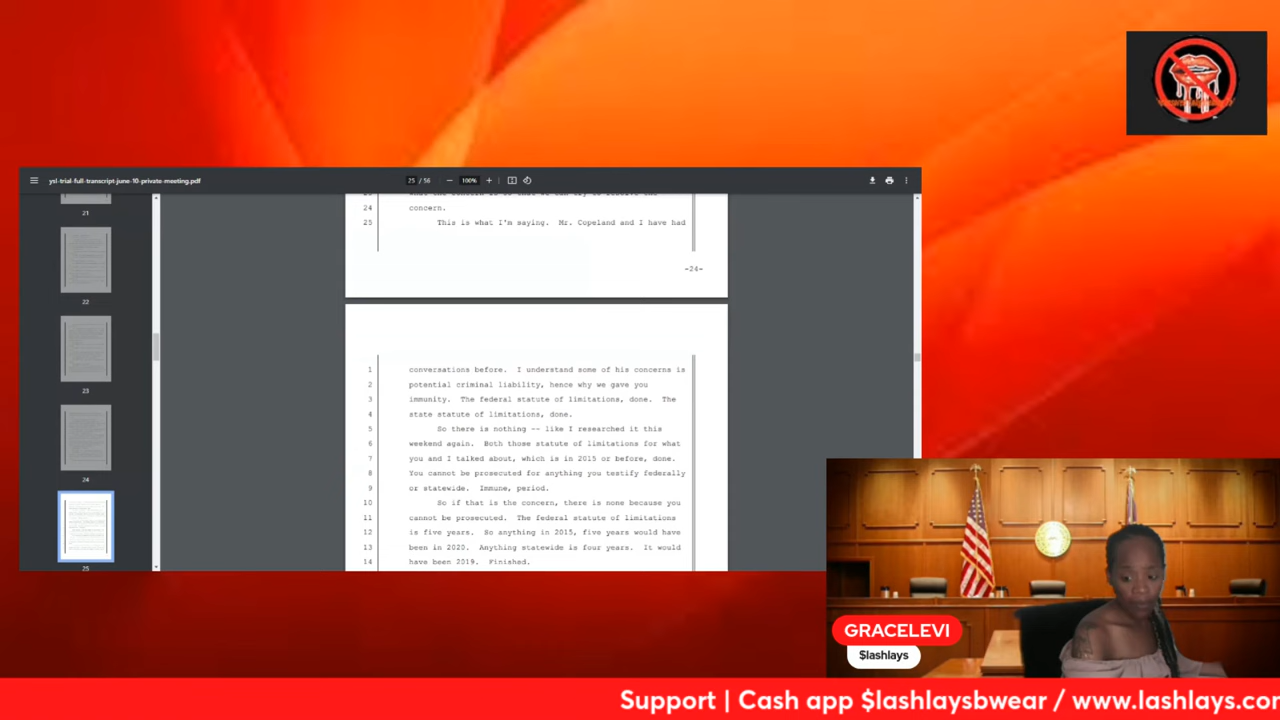 ysl-trial-full-transcript-june-10-private-meeting.pdf
25 / 56
100%
21
22
23
24
25
24 concern.
25 This is what I'm saying. Mr. Copeland and I have had
-24-
1 conversations before. I understand some of his concerns is
2 potential criminal liability, hence why we gave you
3 immunity. The federal statute of limitations, done. The
4 state statute of limitations, done.
5 So there is nothing -- like I researched it this
6 weekend again. Both those statute of limitations for what
7 you and I talked about, which is in 2015 or before, done.
8 You cannot be prosecuted for anything you testify federally
9 or statewide. Immune, period.
10 So if that is the concern, there is none because you
11 cannot be prosecuted. The federal statute of limitations
12 is five years. So anything in 2015, five years would have
13 been in 2020. Anything statewide is four years. It would
14 have been 2019. Finished.
GRACELEVI
$lashlays
Support | Cash app $lashlaysbwear / www.lashlays.com